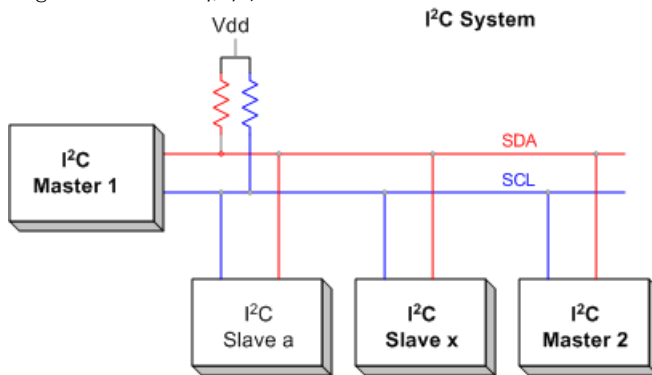 I²C System
Vdd
I²C
Master 1
SDA
SCL
I²C
Slave a
I²C
Slave x
I²C
Master 2